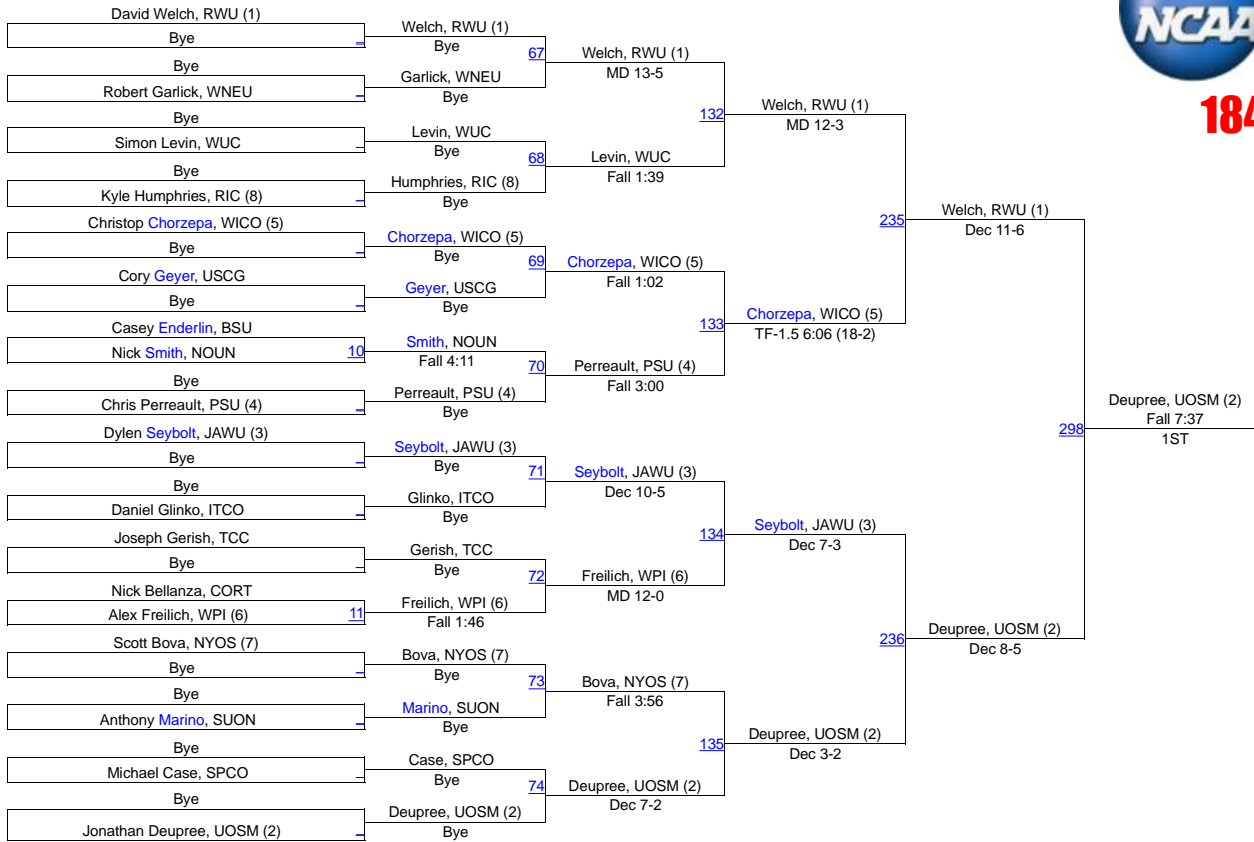 NCAA
184
David Welch, RWU (1)
Bye
Bye
Robert Garlick, WNEU
Bye
Simon Levin, WUC
Bye
Kyle Humphries, RIC (8)
Christop Chorzepa, WICO (5)
Bye
Cory Geyer, USCG
Bye
Casey Enderlin, BSU
Nick Smith, NOUN
10
Bye
Chris Perreault, PSU (4)
Dylen Seybolt, JAWU (3)
Bye
Bye
Daniel Glinko, ITCO
Joseph Gerish, TCC
Bye
Nick Bellanza, CORT
Alex Freilich, WPI (6)
11
Scott Bova, NYOS (7)
Bye
Bye
Anthony Marino, SUON
Bye
Michael Case, SPCO
Bye
Jonathan Deupree, UOSM (2)
Welch, RWU (1)
Bye
67
Garlick, WNEU
Bye
Levin, WUC
Bye
68
Humphries, RIC (8)
Bye
Chorzepa, WICO (5)
Bye
69
Geyer, USCG
Bye
Smith, NOUN
Fall 4:11
70
Perreault, PSU (4)
Bye
Seybolt, JAWU (3)
Bye
71
Glinko, ITCO
Bye
Gerish, TCC
Bye
72
Freilich, WPI (6)
Fall 1:46
Bova, NYOS (7)
Bye
73
Marino, SUON
Bye
Case, SPCO
Bye
74
Deupree, UOSM (2)
Bye
Welch, RWU (1)
MD 13-5
132
Levin, WUC
Fall 1:39
Chorzepa, WICO (5)
Fall 1:02
133
Perreault, PSU (4)
Fall 3:00
Seybolt, JAWU (3)
Dec 10-5
134
Freilich, WPI (6)
MD 12-0
Bova, NYOS (7)
Fall 3:56
135
Deupree, UOSM (2)
Dec 7-2
Welch, RWU (1)
MD 12-3
235
Chorzepa, WICO (5)
TF-1.5 6:06 (18-2)
Seybolt, JAWU (3)
Dec 7-3
236
Deupree, UOSM (2)
Dec 3-2
Welch, RWU (1)
Dec 11-6
298
Deupree, UOSM (2)
Dec 8-5
Deupree, UOSM (2)
Fall 7:37
1ST